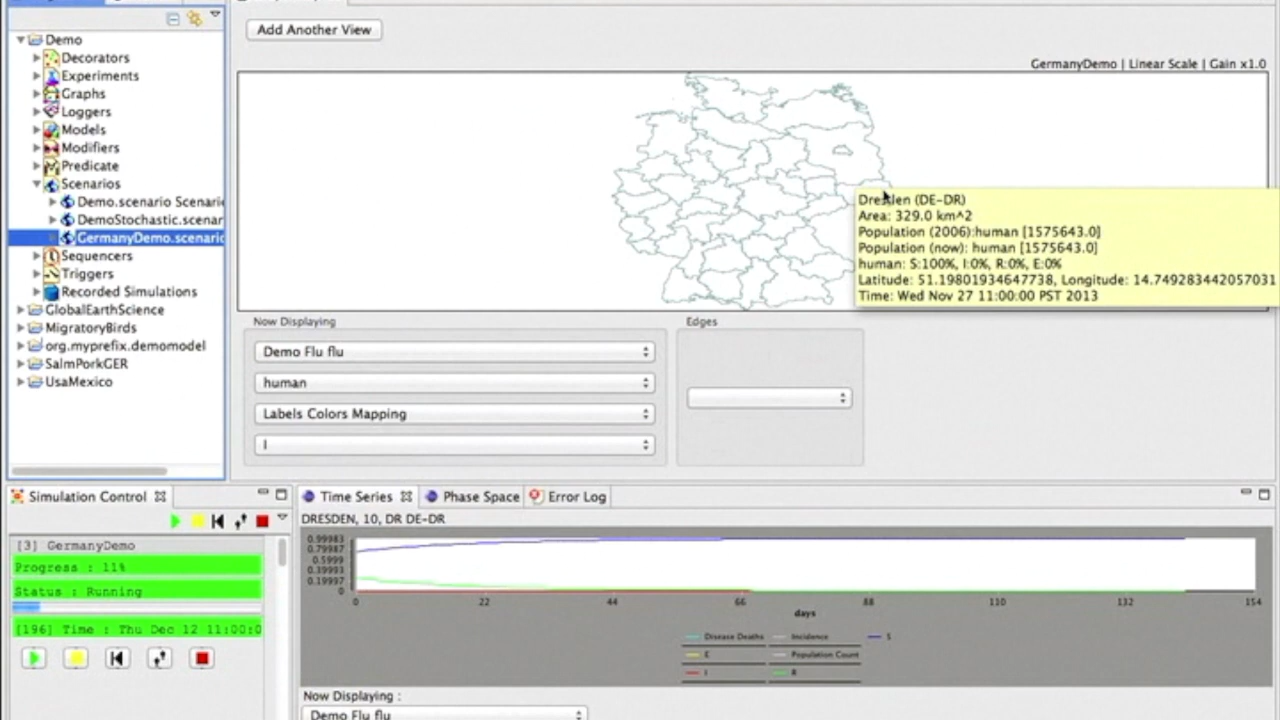 Add Another View
GermanyDemo | Linear Scale | Gain x1.0
Demo
Decorators
Experiments
Graphs
Loggers
Models
Modifiers
Predicate
Scenarios
Demo.scenario Scenari
DemoStochastic.scenar
GermanyDemo.scenario
Sequencers
Triggers
Recorded Simulations
GlobalEarthScience
MigratoryBirds
org.myprefix.demomodel
SalmPorkGER
UsaMexico
Dresden (DE-DR)
Area: 329.0 km^2
Population (2006):human [1575643.0]
Population (now): human [1575643.0]
human: S:100%, I:0%, R:0%, E:0%
Latitude: 51.19801934647738, Longitude: 14.749283442057031
Time: Wed Nov 27 11:00:00 PST 2013
Now Displaying
Demo Flu flu
human
Labels Colors Mapping
I
Edges
Simulation Control
[3] GermanyDemo
Progress : 11%
Status : Running
[196] Time : Thu Dec 12 11:00:0
Time Series
Phase Space
Error Log
DRESDEN, 10, DR DE-DR
0.99983
0.79987
0.5999
0.39993
0.19997
0
0 22 44 66 88 110 132 154
days
Disease Deaths Incidence S
E Population Count
I R
Now Displaying :
Demo Flu flu